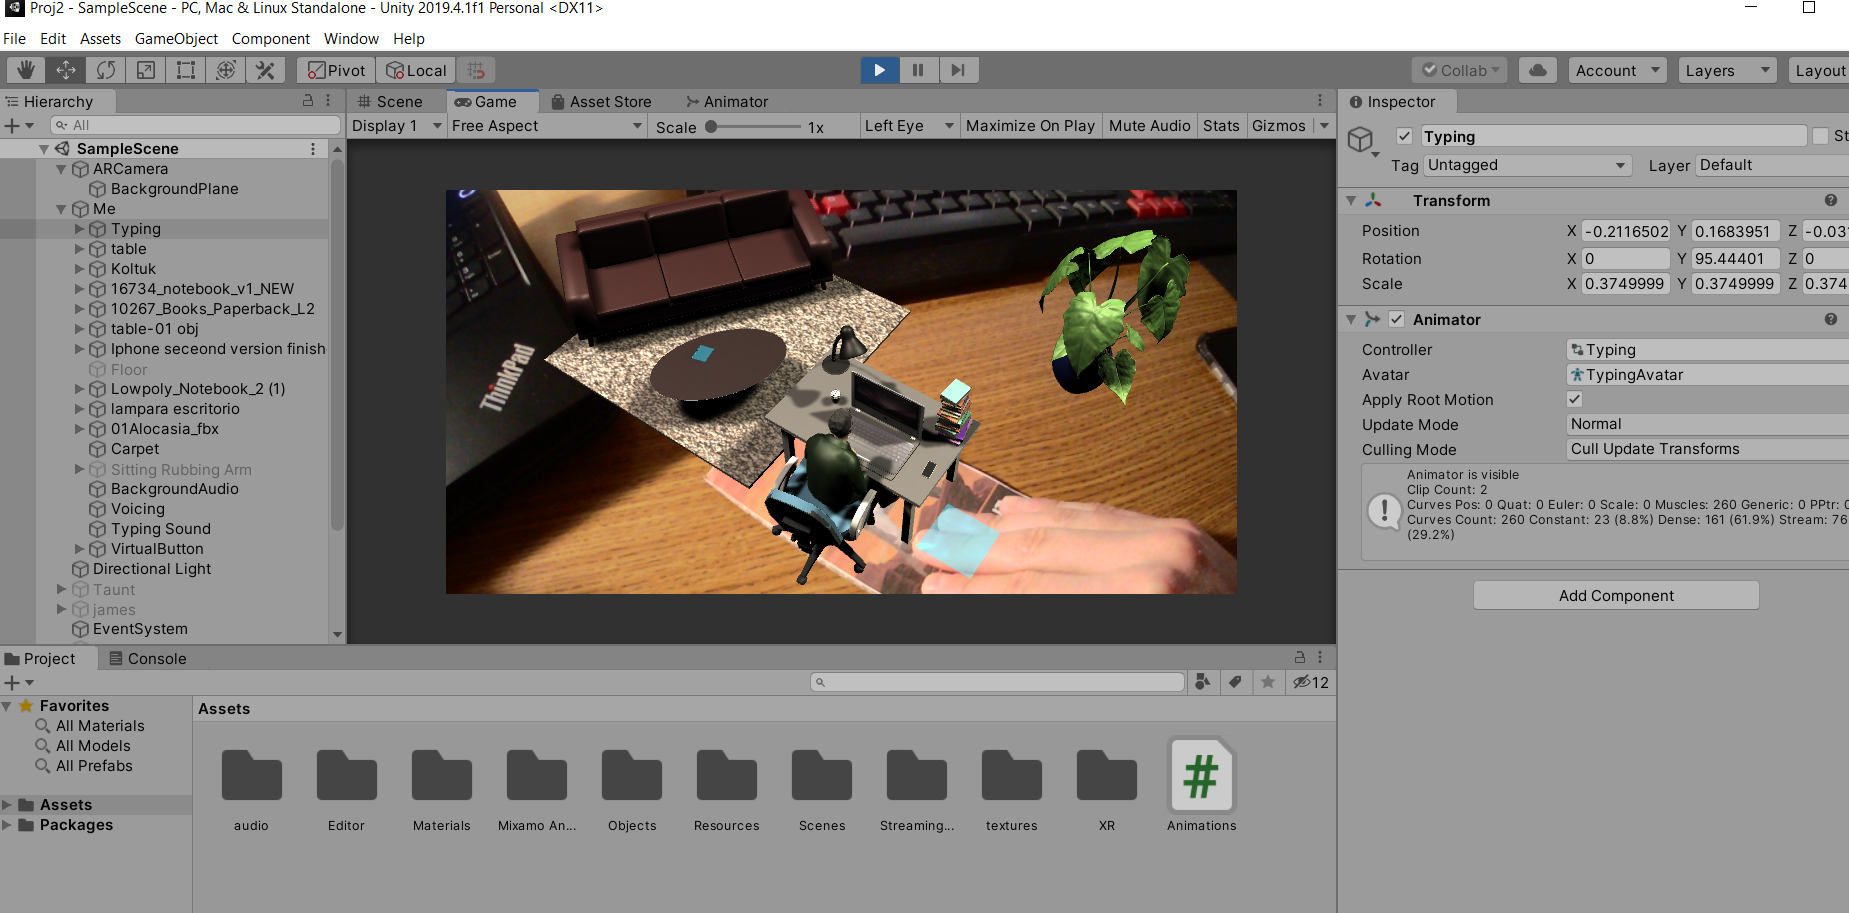 Proj2 - SampleScene - PC, Mac & Linux Standalone - Unity 2019.4.1f1 Personal <DX11>
File Edit Assets GameObject Component Window Help
Pivot Local Collab Account Layers Layout
Hierarchy
All
SampleScene
ARCamera
BackgroundPlane
Me
Typing
table
Koltuk
16734_notebook_v1_NEW
10267_Books_Paperback_L2
table-01 obj
Iphone seceond version finish
Floor
Lowpoly_Notebook_2 (1)
lampara escritorio
01Alocasia_fbx
Carpet
Sitting Rubbing Arm
BackgroundAudio
Voicing
Typing Sound
VirtualButton
Directional Light
Taunt
james
EventSystem
Scene Game Asset Store Animator
Display 1 Free Aspect Scale 1x Left Eye Maximize On Play Mute Audio Stats Gizmos
ThinkPad
Inspector
Typing St
Tag Untagged Layer Default
Transform
Position X -0.2116502 Y 0.1683951 Z -0.03
Rotation X 0 Y 95.44401 Z 0
Scale X 0.3749999 Y 0.3749999 Z 0.374
Animator
Controller Typing
Avatar TypingAvatar
Apply Root Motion
Update Mode Normal
Culling Mode Cull Update Transforms
Animator is visible
Clip Count: 2
Curves Pos: 0 Quat: 0 Euler: 0 Scale: 0 Muscles: 260 Generic: 0 PPtr: 0
Curves Count: 260 Constant: 23 (8.8%) Dense: 161 (61.9%) Stream: 76
(29.2%)
Add Component
Project Console
12
Favorites
All Materials
All Models
All Prefabs
Assets
Packages
Assets
audio Editor Materials Mixamo An... Objects Resources Scenes Streaming... textures XR Animations